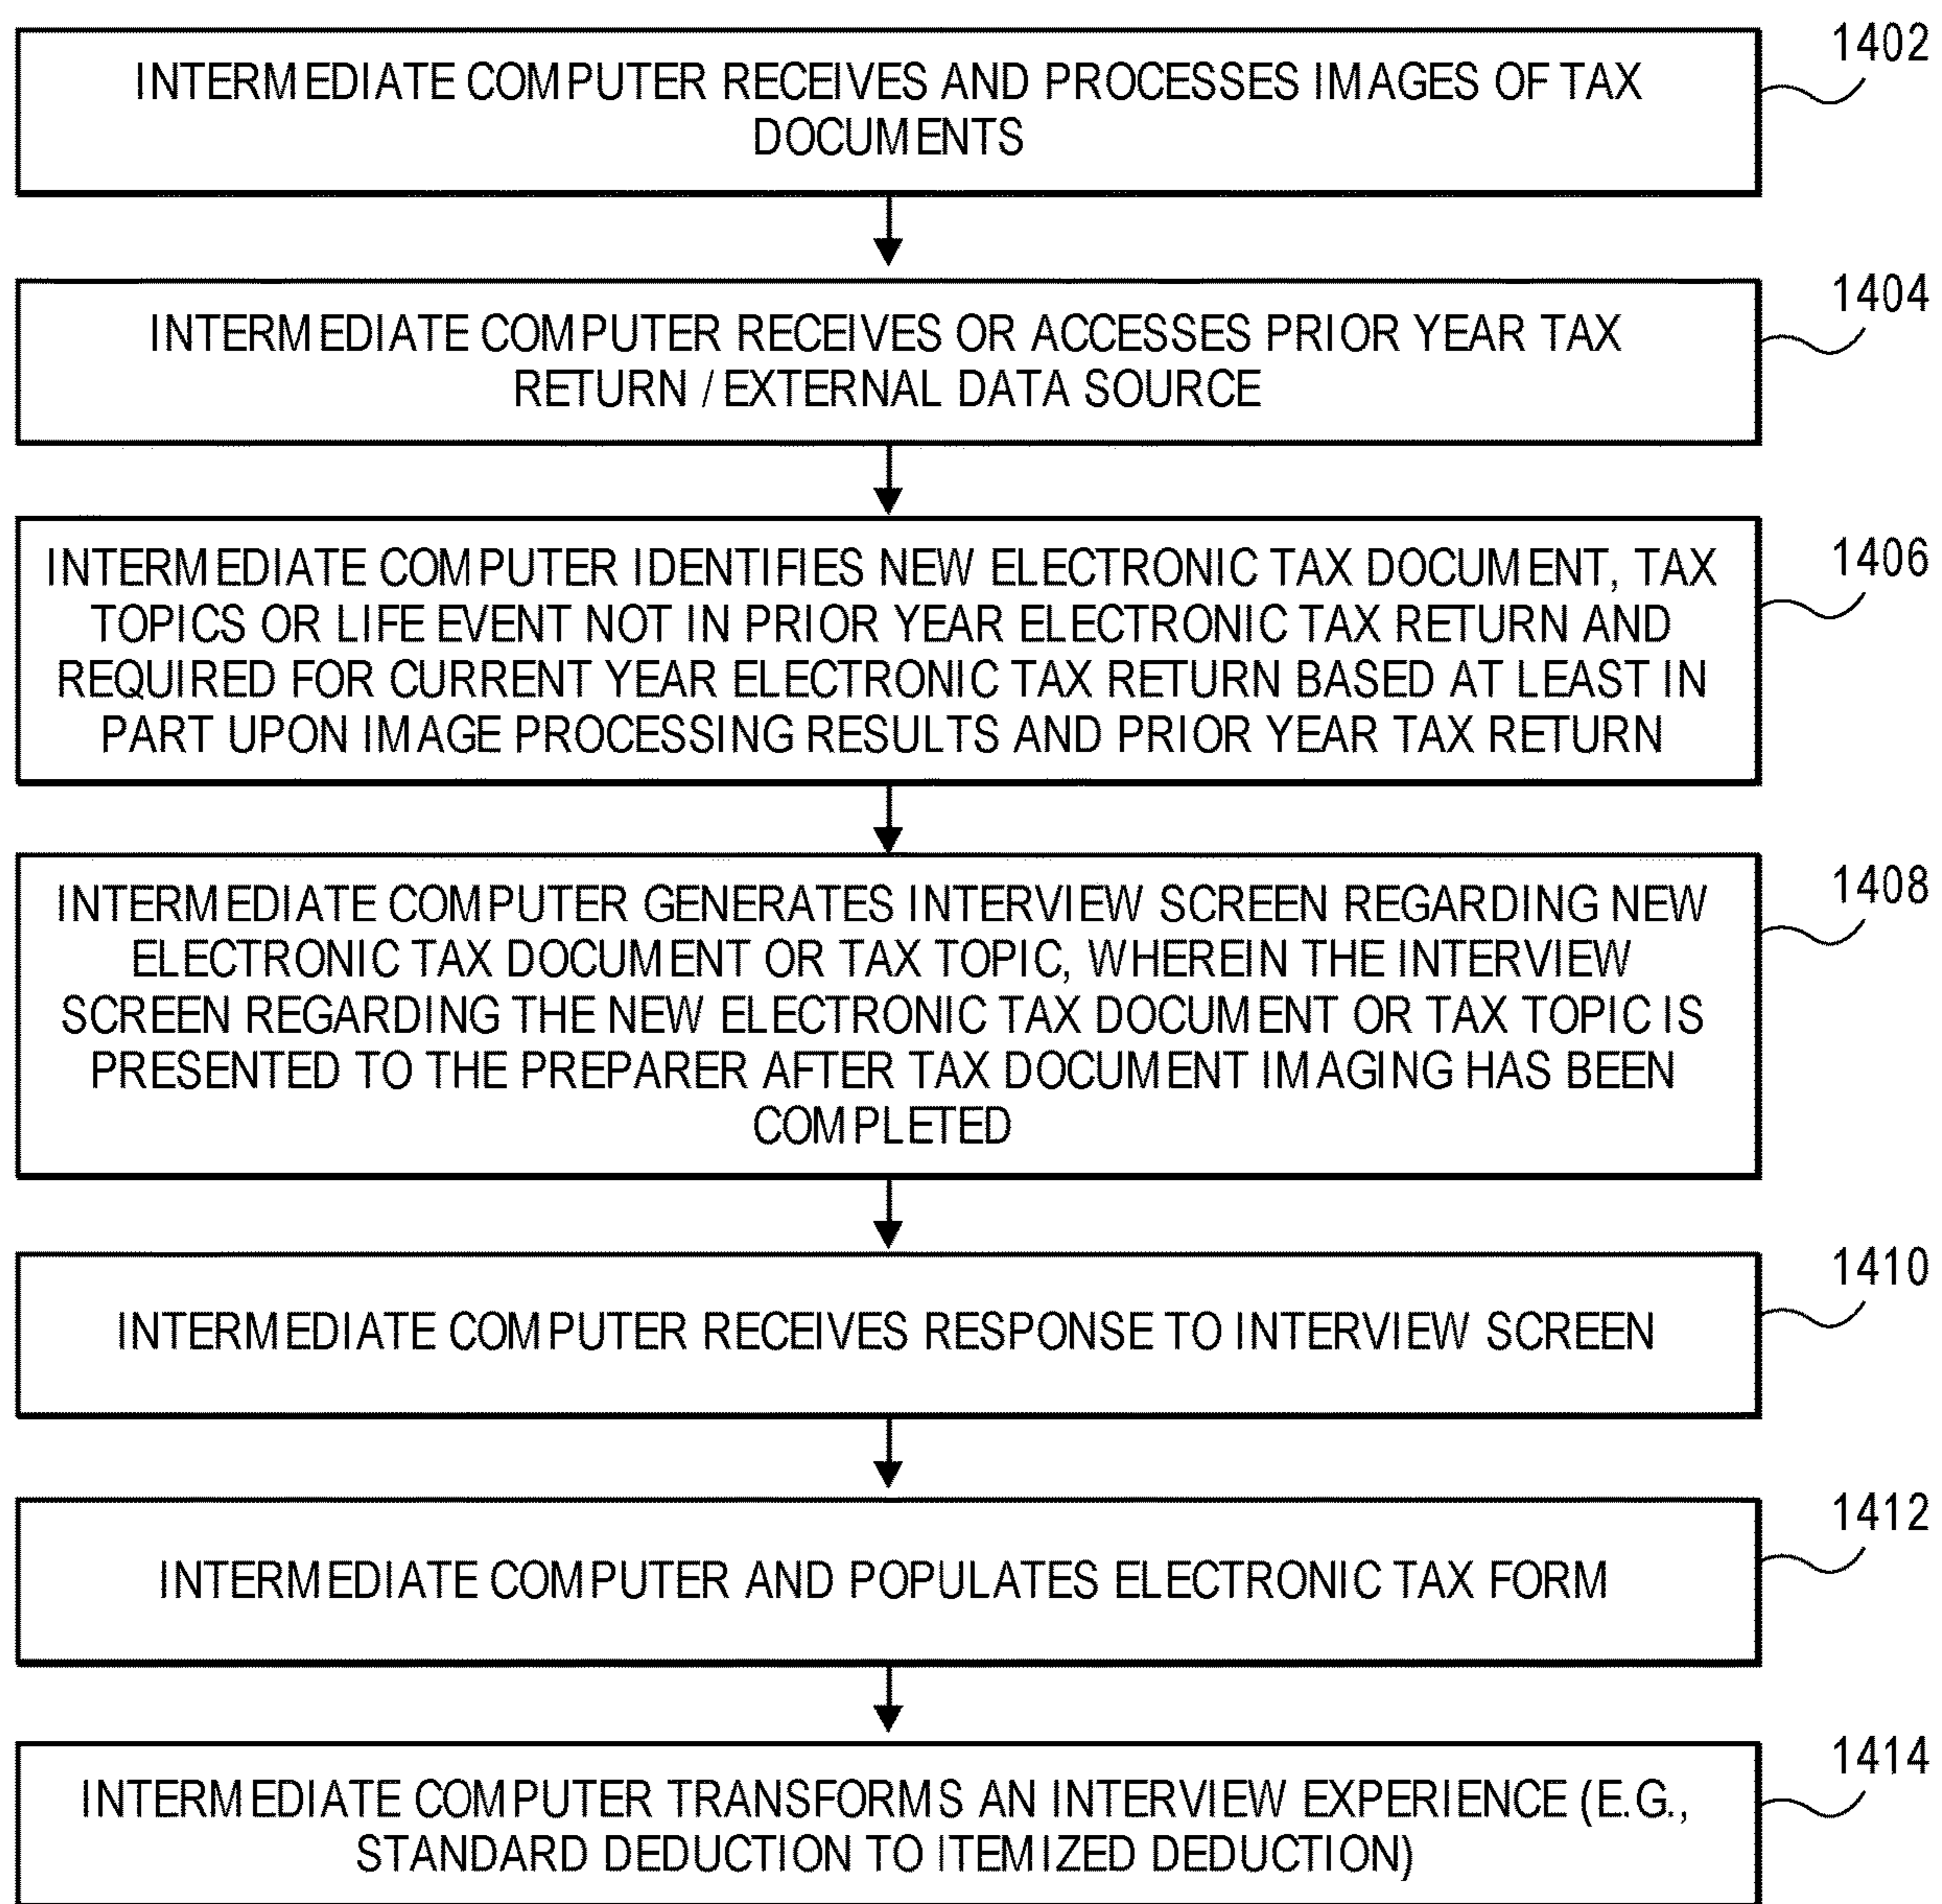 1402
INTERMEDIATE COMPUTER RECEIVES AND PROCESSES IMAGES OF TAX
DOCUMENTS
1404
INTERMEDIATE COMPUTER RECEIVES OR ACCESSES PRIOR YEAR TAX
RETURN / EXTERNAL DATA SOURCE
1406
INTERMEDIATE COMPUTER IDENTIFIES NEW ELECTRONIC TAX DOCUMENT, TAX
TOPICS OR LIFE EVENT NOT IN PRIOR YEAR ELECTRONIC TAX RETURN AND
REQUIRED FOR CURRENT YEAR ELECTRONIC TAX RETURN BASED AT LEAST IN
PART UPON IMAGE PROCESSING RESULTS AND PRIOR YEAR TAX RETURN
1408
INTERMEDIATE COMPUTER GENERATES INTERVIEW SCREEN REGARDING NEW
ELECTRONIC TAX DOCUMENT OR TAX TOPIC, WHEREIN THE INTERVIEW
SCREEN REGARDING THE NEW ELECTRONIC TAX DOCUMENT OR TAX TOPIC IS
PRESENTED TO THE PREPARER AFTER TAX DOCUMENT IMAGING HAS BEEN
COMPLETED
1410
INTERMEDIATE COMPUTER RECEIVES RESPONSE TO INTERVIEW SCREEN
1412
INTERMEDIATE COMPUTER AND POPULATES ELECTRONIC TAX FORM
1414
INTERMEDIATE COMPUTER TRANSFORMS AN INTERVIEW EXPERIENCE (E.G.,
STANDARD DEDUCTION TO ITEMIZED DEDUCTION)